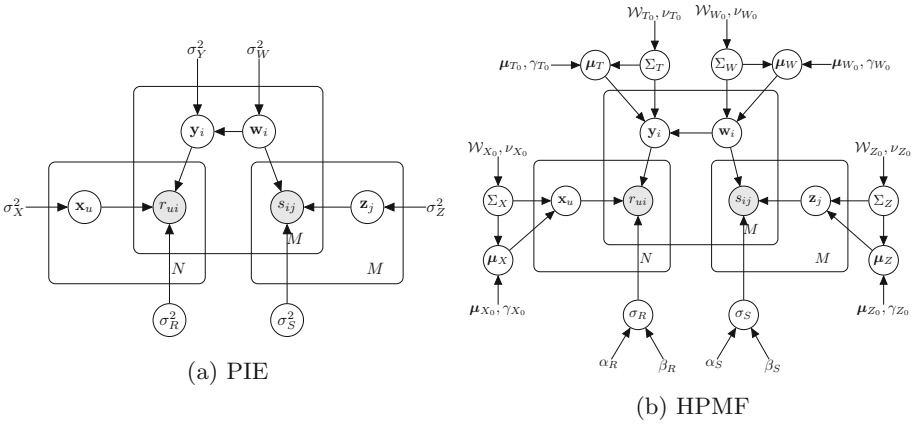 σ²_Y σ²_W
y_i w_i
σ²_X x_u r_ui s_ij z_j σ²_Z
M
N M
σ²_R σ²_S
(a) PIE
𝒲_T₀, ν_T₀ 𝒲_W₀, ν_W₀
μ_T₀, γ_T₀ μ_T Σ_T Σ_W μ_W μ_W₀, γ_W₀
y_i w_i
𝒲_X₀, ν_X₀ 𝒲_Z₀, ν_Z₀
Σ_X x_u r_ui s_ij z_j Σ_Z
M
μ_X N M μ_Z
μ_X₀, γ_X₀ σ_R σ_S μ_Z₀, γ_Z₀
α_R β_R α_S β_S
(b) HPMF